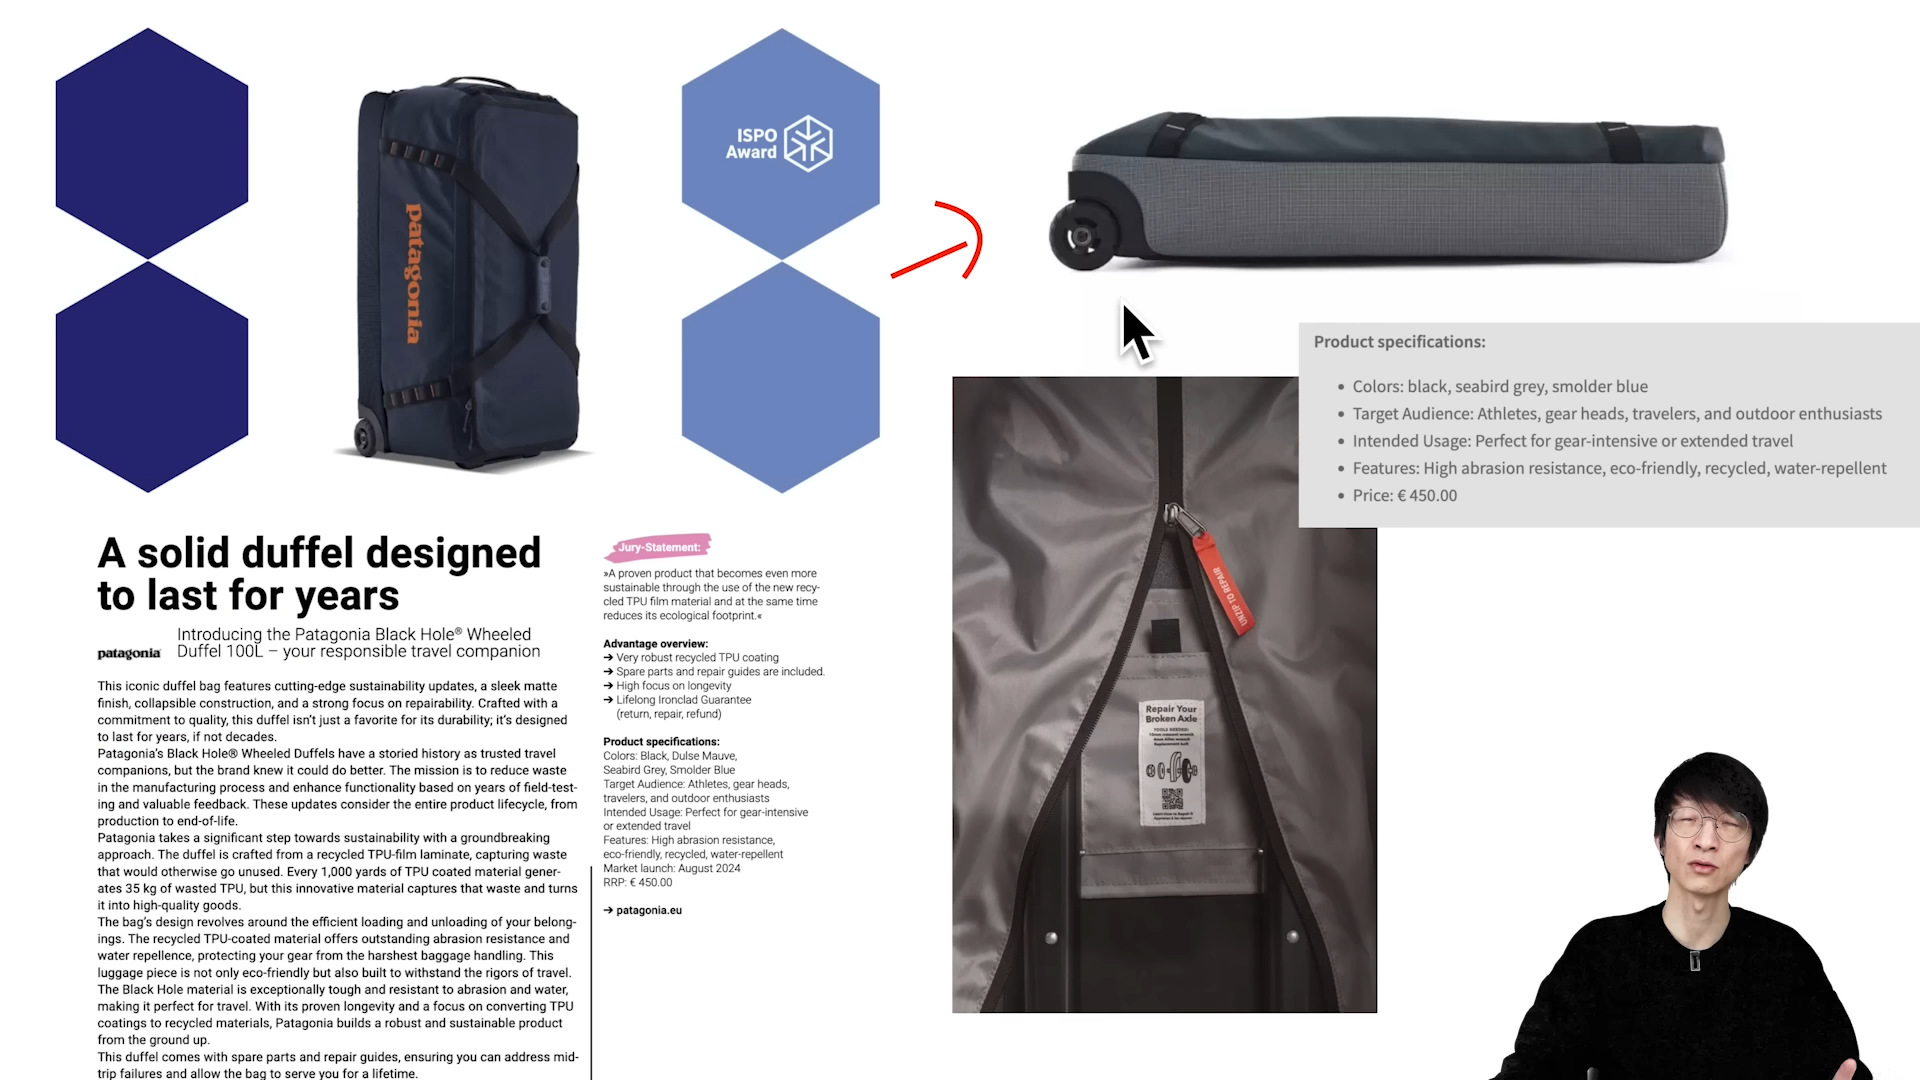 patagonia
ISPO
Award
A solid duffel designed
to last for years
patagonia
Introducing the Patagonia Black Hole® Wheeled
Duffel 100L – your responsible travel companion
This iconic duffel bag features cutting-edge sustainability updates, a sleek matte
finish, collapsible construction, and a strong focus on repairability. Crafted with a
commitment to quality, this duffel isn't just a favorite for its durability; it's designed
to last for years, if not decades.
Patagonia's Black Hole® Wheeled Duffels have a storied history as trusted travel
companions, but the brand knew it could do better. The mission is to reduce waste
in the manufacturing process and enhance functionality based on years of field-test-
ing and valuable feedback. These updates consider the entire product lifecycle, from
production to end-of-life.
Patagonia takes a significant step towards sustainability with a groundbreaking
approach. The duffel is crafted from a recycled TPU-film laminate, capturing waste
that would otherwise go unused. Every 1,000 yards of TPU coated material gener-
ates 35 kg of wasted TPU, but this innovative material captures that waste and turns
it into high-quality goods.
The bag's design revolves around the efficient loading and unloading of your belong-
ings. The recycled TPU-coated material offers outstanding abrasion resistance and
water repellence, protecting your gear from the harshest baggage handling. This
luggage piece is not only eco-friendly but also built to withstand the rigors of travel.
The Black Hole material is exceptionally tough and resistant to abrasion and water,
making it perfect for travel. With its proven longevity and a focus on converting TPU
coatings to recycled materials, Patagonia builds a robust and sustainable product
from the ground up.
This duffel comes with spare parts and repair guides, ensuring you can address mid-
trip failures and allow the bag to serve you for a lifetime.
Jury-Statement:
»A proven product that becomes even more
sustainable through the use of the new recy-
cled TPU film material and at the same time
reduces its ecological footprint.«
Advantage overview:
➔ Very robust recycled TPU coating
➔ Spare parts and repair guides are included.
➔ High focus on longevity
➔ Lifelong Ironclad Guarantee
(return, repair, refund)
Product specifications:
Colors: Black, Dulse Mauve,
Seabird Grey, Smolder Blue
Target Audience: Athletes, gear heads,
travelers, and outdoor enthusiasts
Intended Usage: Perfect for gear-intensive
or extended travel
Features: High abrasion resistance,
eco-friendly, recycled, water-repellent
Market launch: August 2024
RRP: € 450.00
➔ patagonia.eu
Product specifications:
• Colors: black, seabird grey, smolder blue
• Target Audience: Athletes, gear heads, travelers, and outdoor enthusiasts
• Intended Usage: Perfect for gear-intensive or extended travel
• Features: High abrasion resistance, eco-friendly, recycled, water-repellent
• Price: € 450.00
UNZIP TO REPAIR
Repair Your
Broken Axle
TOOLS NEEDED: